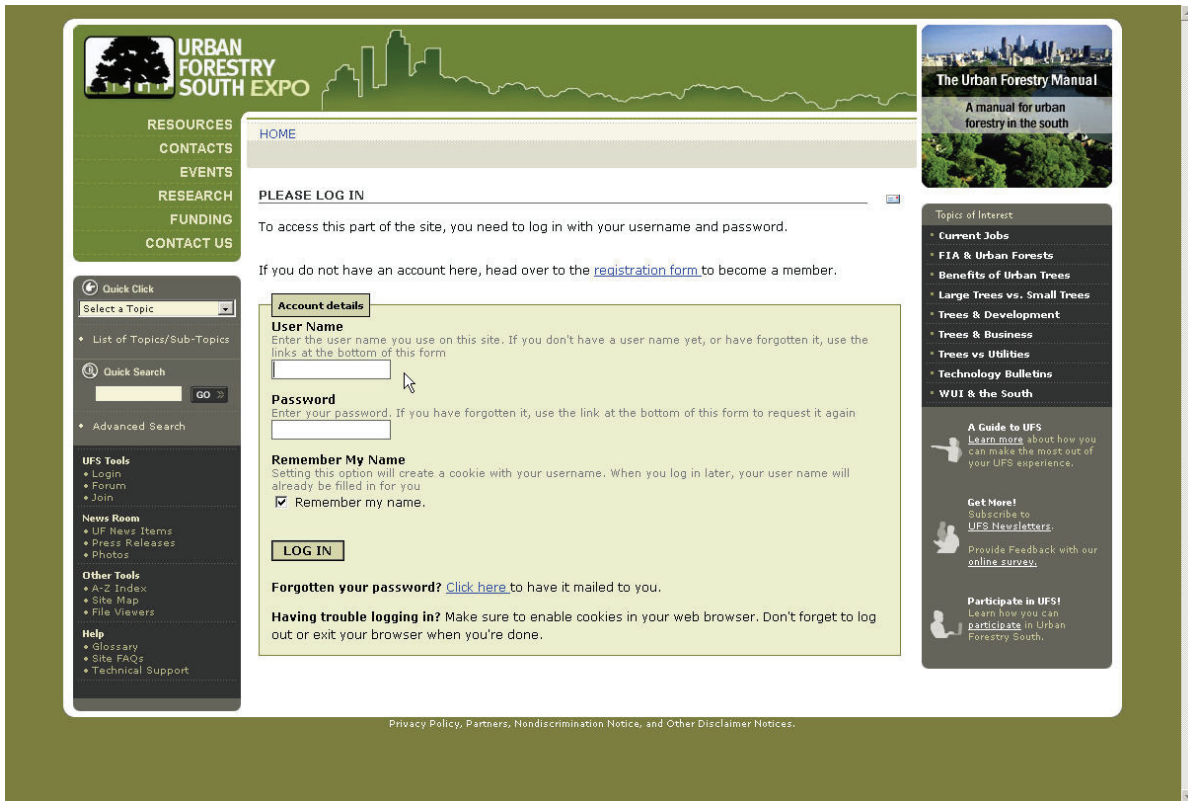 URBAN
FORESTRY
SOUTH EXPO
RESOURCES
CONTACTS
EVENTS
RESEARCH
FUNDING
CONTACT US
Quick Click
Select a Topic
List of Topics/Sub-Topics
Quick Search
GO »
Advanced Search
UFS Tools
Login
Forum
Join
News Room
UF News Items
Press Releases
Photos
Other Tools
A-Z Index
Site Map
File Viewers
Help
Glossary
Site FAQs
Technical Support
HOME
PLEASE LOG IN
To access this part of the site, you need to log in with your username and password.
If you do not have an account here, head over to the registration form to become a member.
Account details
User Name
Enter the user name you use on this site. If you don't have a user name yet, or have forgotten it, use the
links at the bottom of this form
Password
Enter your password. If you have forgotten it, use the link at the bottom of this form to request it again
Remember My Name
Setting this option will create a cookie with your username. When you log in later, your user name will
already be filled in for you
Remember my name.
LOG IN
Forgotten your password? Click here to have it mailed to you.
Having trouble logging in? Make sure to enable cookies in your web browser. Don't forget to log
out or exit your browser when you're done.
The Urban Forestry Manual
A manual for urban
forestry in the south
Topics of Interest
Current Jobs
FIA & Urban Forests
Benefits of Urban Trees
Large Trees vs. Small Trees
Trees & Development
Trees & Business
Trees vs Utilities
Technology Bulletins
WUI & the South
A Guide to UFS
Learn more about how you
can make the most out of
your UFS experience.
Get More!
Subscribe to
UFS Newsletters.
Provide Feedback with our
online survey.
Participate in UFS!
Learn how you can
participate in Urban
Forestry South.
Privacy Policy, Partners, Nondiscrimination Notice, and Other Disclaimer Notices.